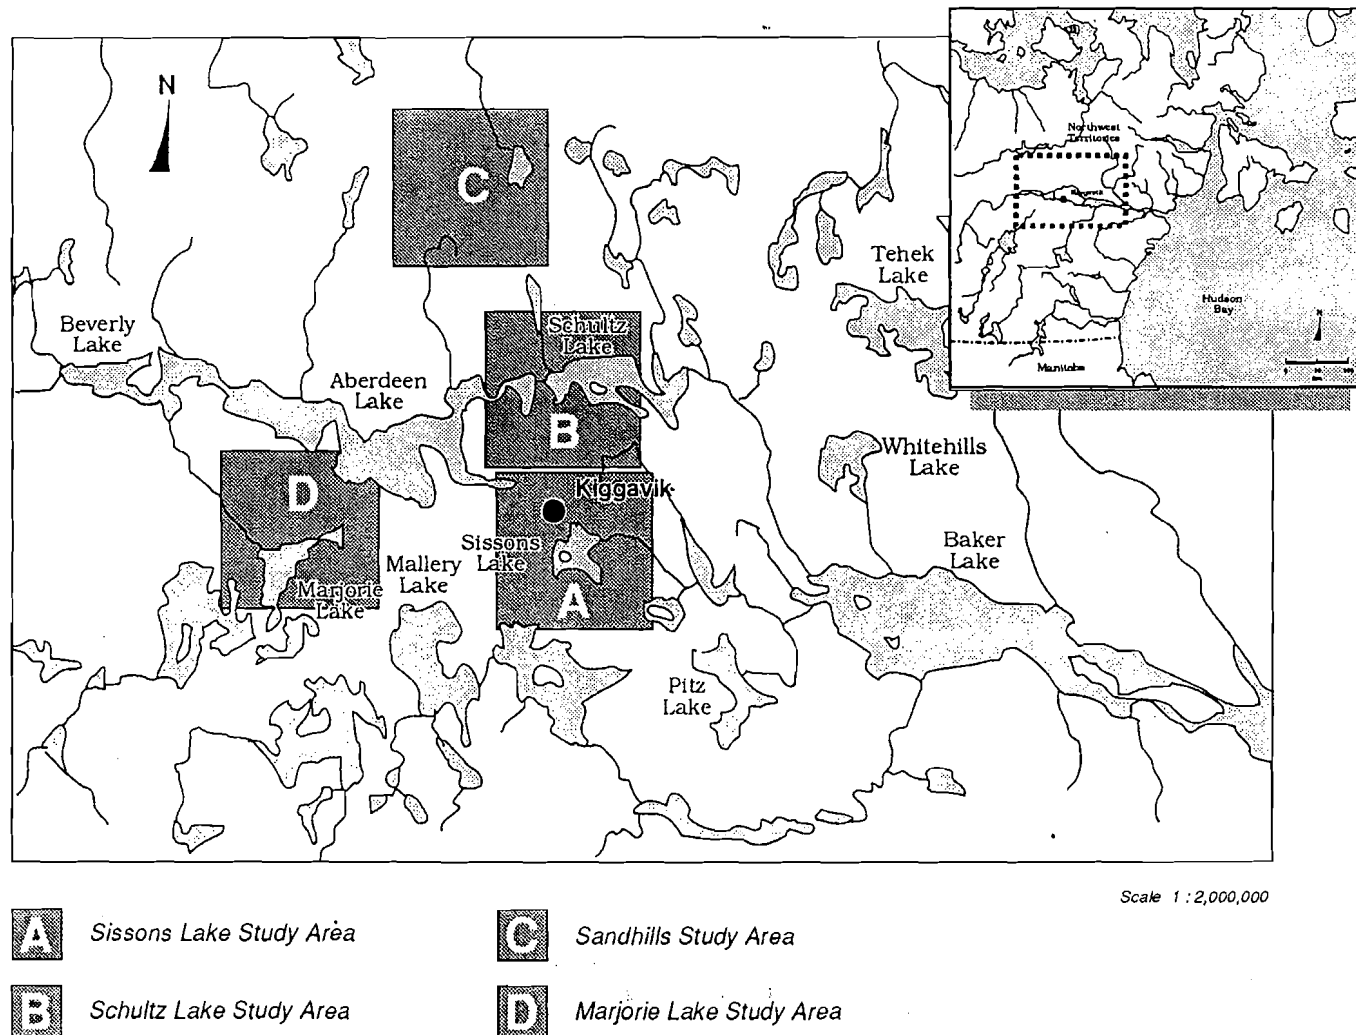 N
Northwest
Territories
Hudson
Bay
N
Manitoba
C
Tehek
Lake
Beverly
Lake
Schultz
Lake
Aberdeen
Lake
B
Whitehills
Lake
D
Kiggavik
Sissons
Lake
Baker
Lake
Mallery
Lake
Marjorie
Lake
A
Pitz
Lake
Scale 1 : 2,000,000
A Sissons Lake Study Area
C Sandhills Study Area
B Schultz Lake Study Area
D Marjorie Lake Study Area